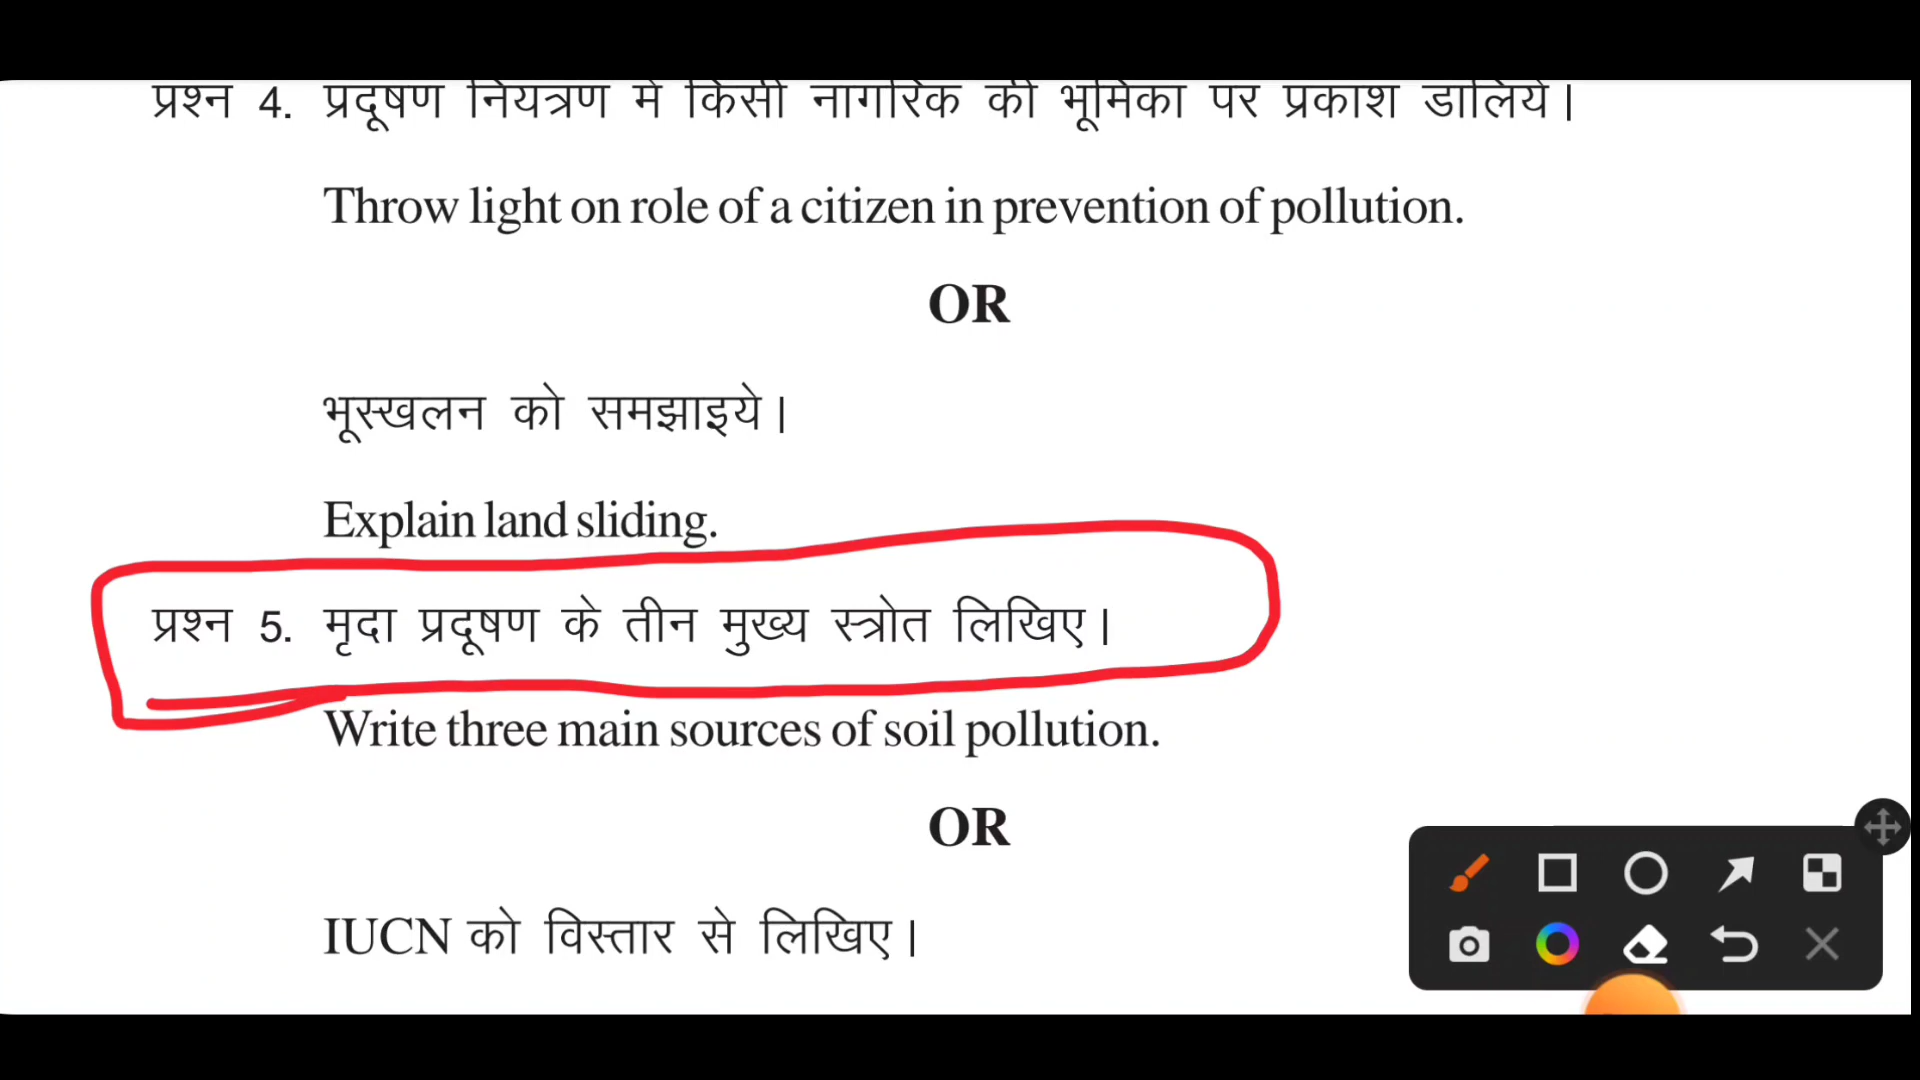 प्रश्न 4. प्रदूषण नियंत्रण में किसी नागरिक की भूमिका पर प्रकाश डालिये।
Throw light on role of a citizen in prevention of pollution.
OR
भूस्खलन को समझाइये।
Explain land sliding.
प्रश्न 5. मृदा प्रदूषण के तीन मुख्य स्त्रोत लिखिए।
Write three main sources of soil pollution.
OR
IUCN को विस्तार से लिखिए।